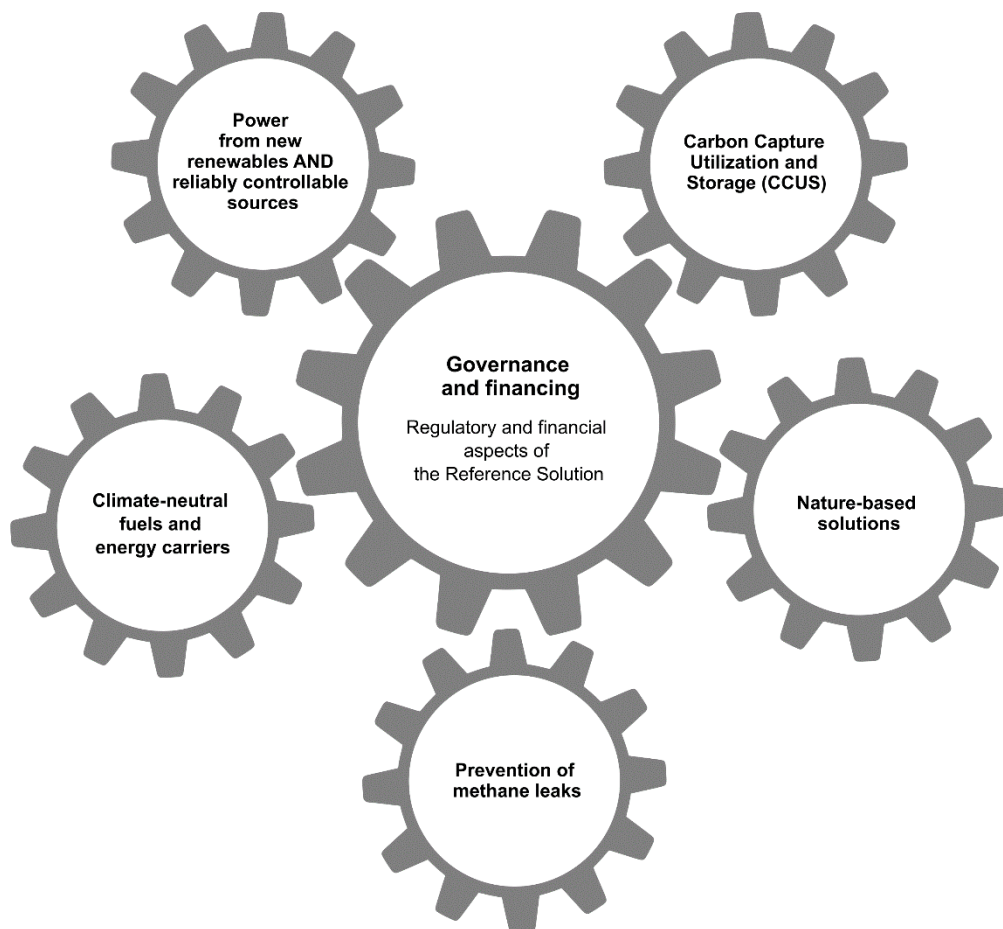 Power
from new
renewables AND
reliably controllable
sources
Carbon Capture
Utilization and
Storage (CCUS)
Governance
and financing
Regulatory and financial
aspects of
the Reference Solution
Climate-neutral
fuels and
energy carriers
Nature-based
solutions
Prevention of
methane leaks